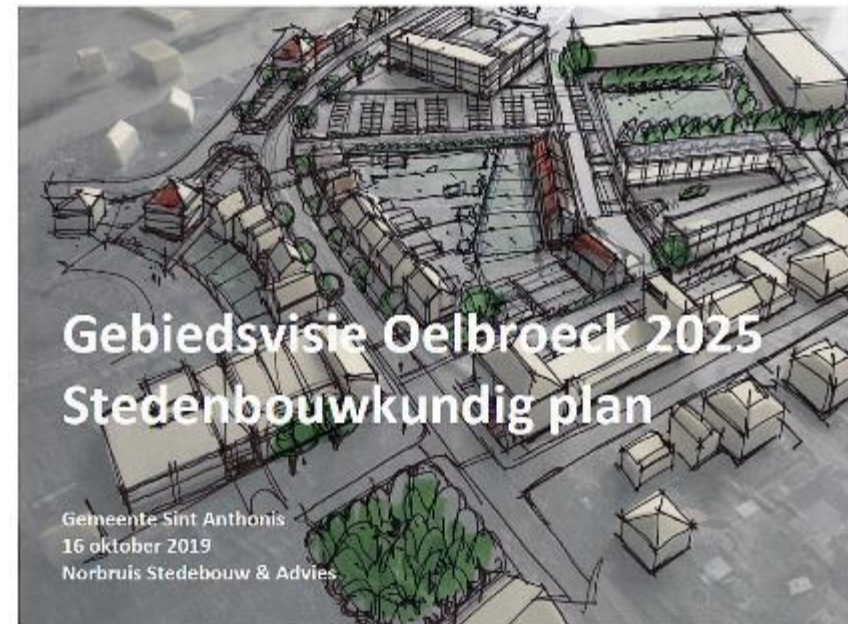 Gebiedsvisie Oelbroeck 2025
Stedenbouwkundig plan
Gemeente Sint Anthonis
16 oktober 2019
Norbruis Stedebouw & Advies